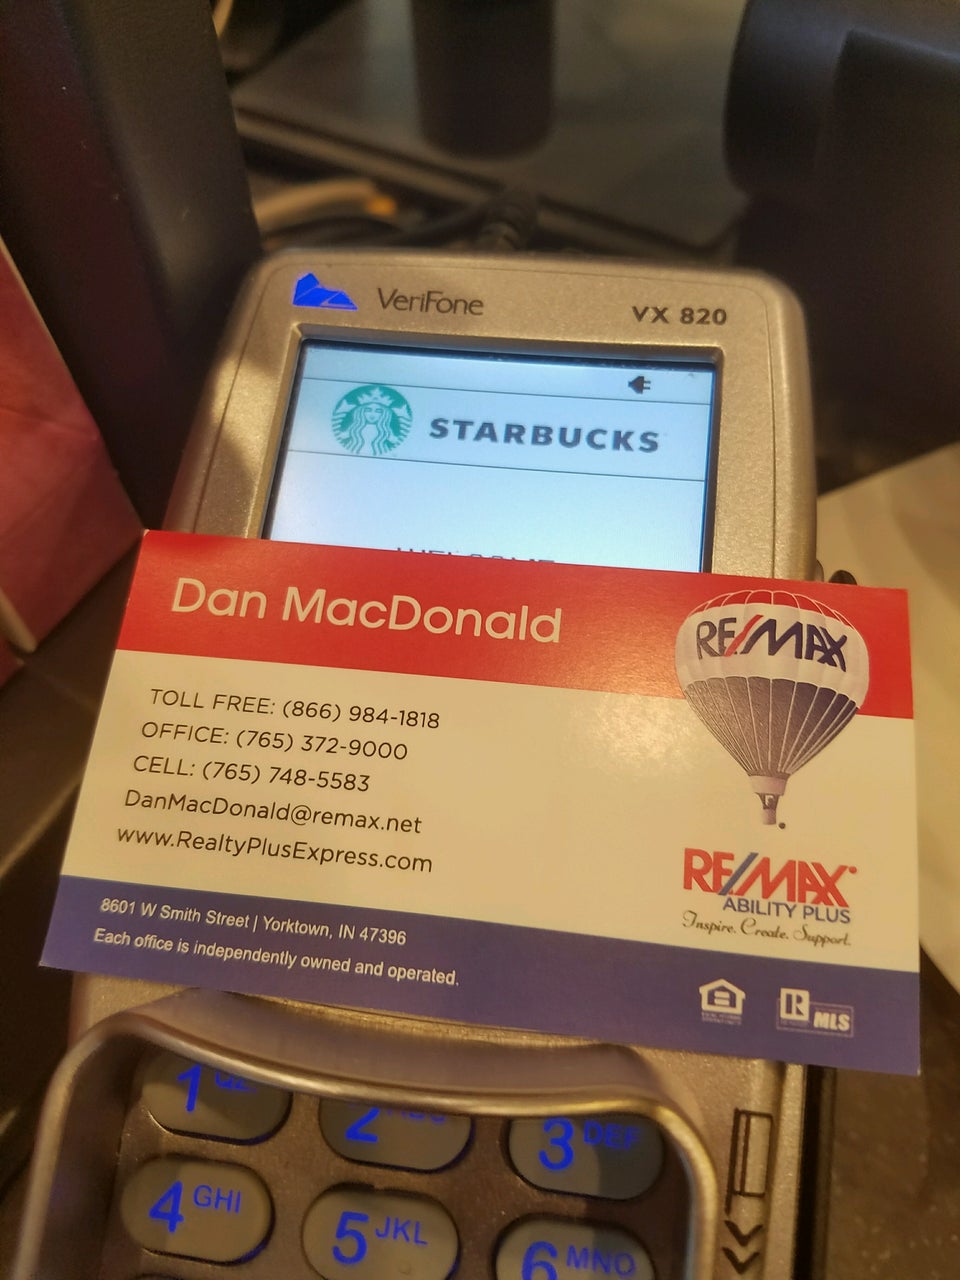 VeriFone
VX 820
STARBUCKS
WELCOME
Dan MacDonald
RE/MAX
TOLL FREE: (866) 984-1818
OFFICE: (765) 372-9000
CELL: (765) 748-5583
DanMacDonald@remax.net
www.RealtyPlusExpress.com
RE/MAX
ABILITY PLUS
Inspire. Create. Support.
8601 W Smith Street | Yorktown, IN 47396
Each office is independently owned and operated.
R MLS
1 QZ
2 ABC
3 DEF
4 GHI
5 JKL
6 MNO